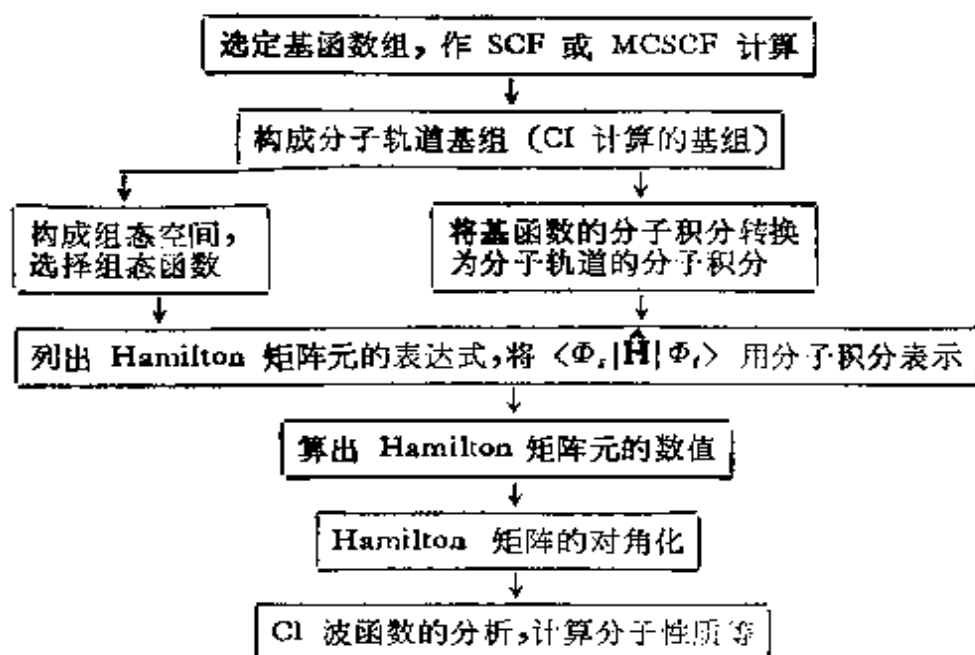 选定基函数组，作 SCF 或 MCSCF 计算
构成分子轨道基组（CI 计算的基组）
构成组态空间，
选择组态函数
将基函数的分子积分转换
为分子轨道的分子积分
列出 Hamilton 矩阵元的表达式，将 ⟨Φₛ|Ĥ|Φₜ⟩ 用分子积分表示
算出 Hamilton 矩阵元的数值
Hamilton 矩阵的对角化
CI 波函数的分析，计算分子性质等